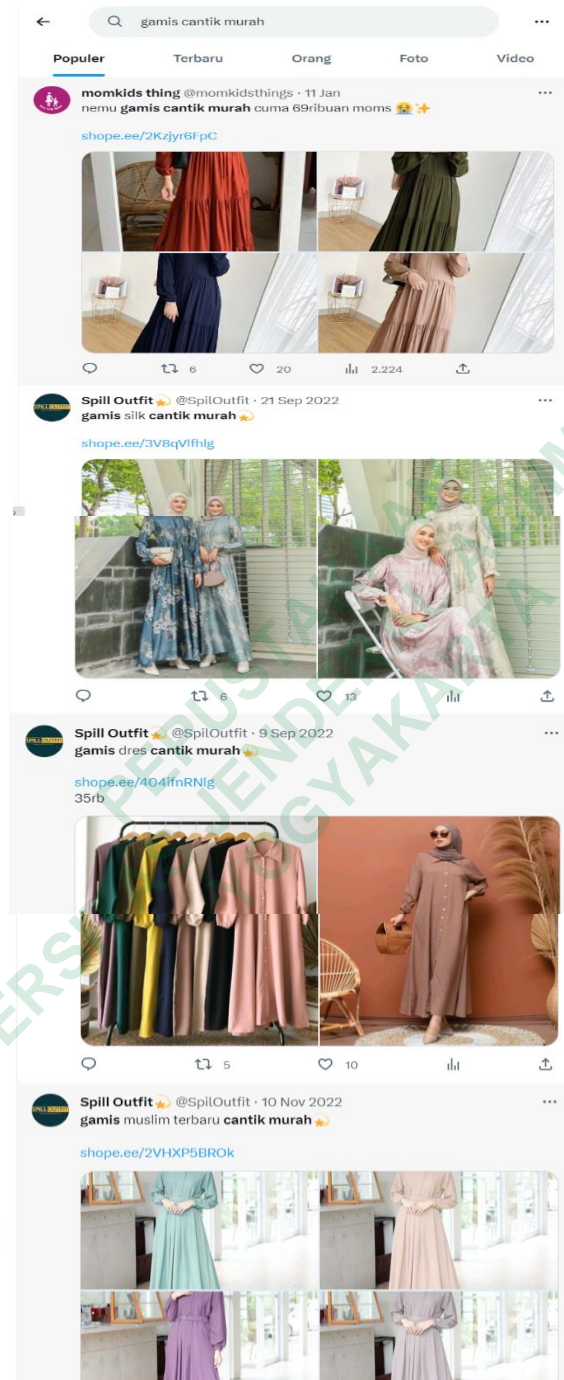 gamis cantik murah
Populer Terbaru Orang Foto Video
momkids thing @momkidsthings · 11 Jan
nemu gamis cantik murah cuma 69ribuan moms 😭✨
shope.ee/2Kzjyr6FpC
6 20 2.224
Spill Outfit💫 @SpilOutfit · 21 Sep 2022
gamis silk cantik murah💫
shope.ee/3V8qVlfhlg
6 13
Spill Outfit💫 @SpilOutfit · 9 Sep 2022
gamis dres cantik murah💫
shope.ee/404ifnRNlg
35rb
5 10
Spill Outfit💫 @SpilOutfit · 10 Nov 2022
gamis muslim terbaru cantik murah💫
shope.ee/2VHXP5BROk